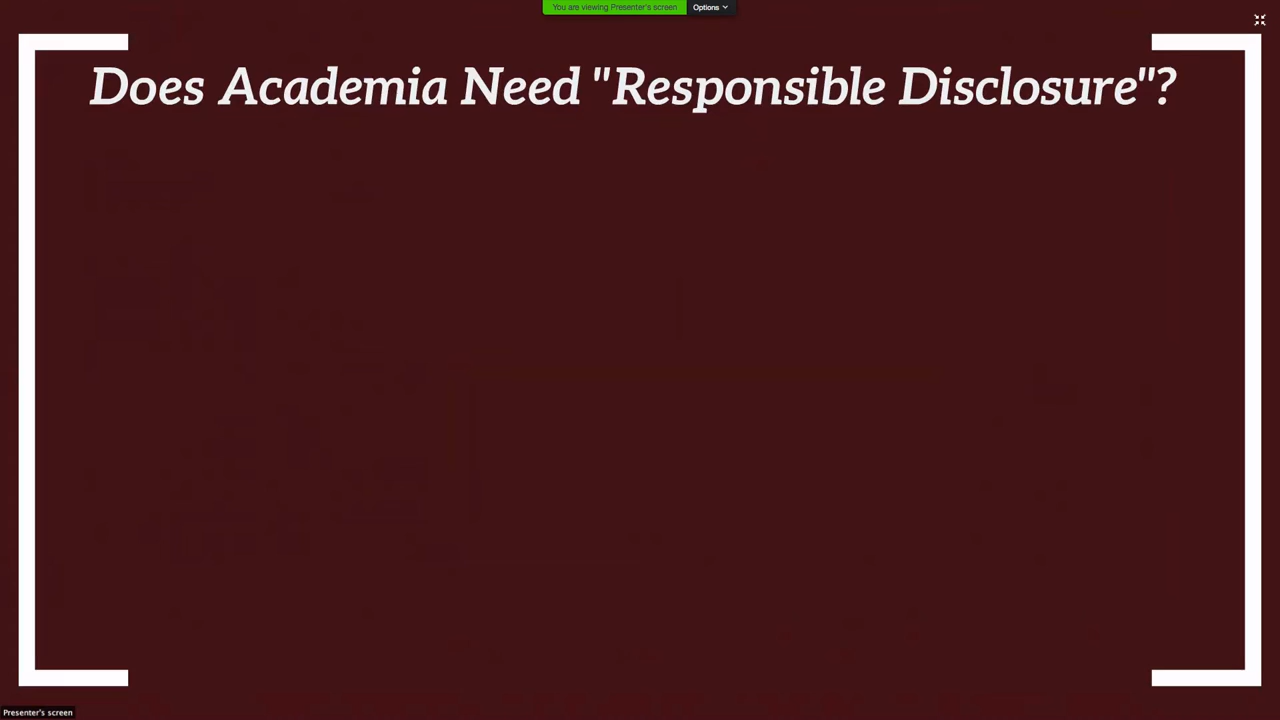 You are viewing Presenter's screen Options
Does Academia Need "Responsible Disclosure"?
Presenter's screen